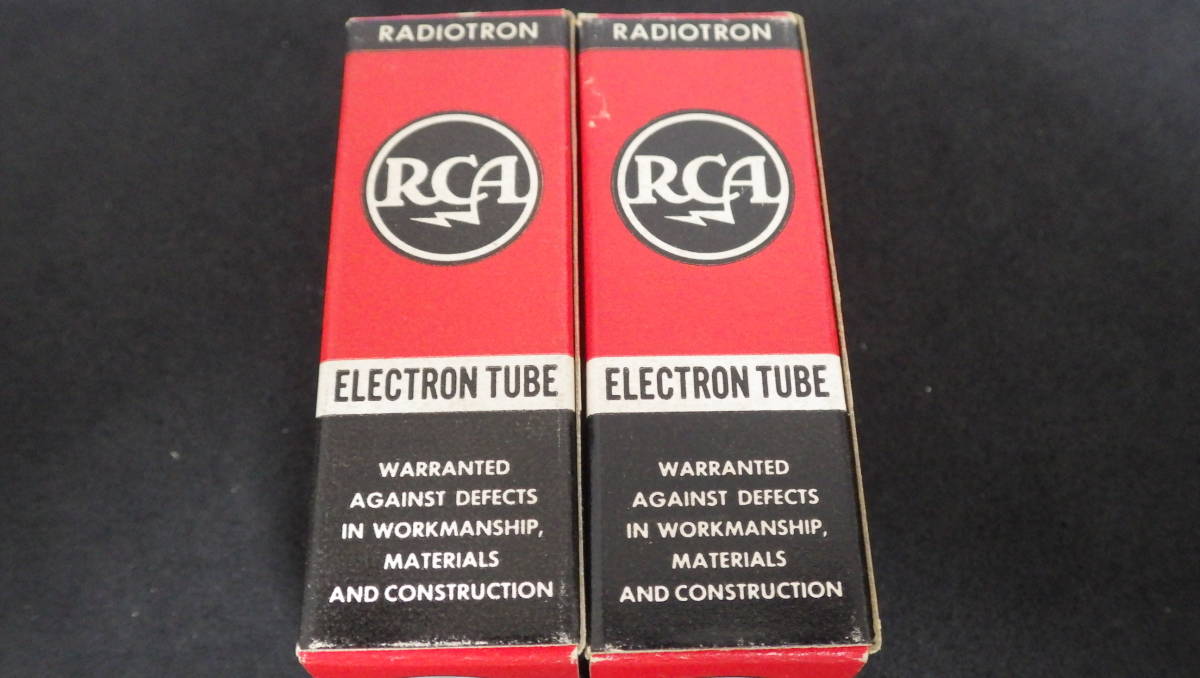 RADIOTRON
RCA
ELECTRON TUBE
WARRANTED
AGAINST DEFECTS
IN WORKMANSHIP,
MATERIALS
AND CONSTRUCTION
RADIOTRON
RCA
ELECTRON TUBE
WARRANTED
AGAINST DEFECTS
IN WORKMANSHIP,
MATERIALS
AND CONSTRUCTION